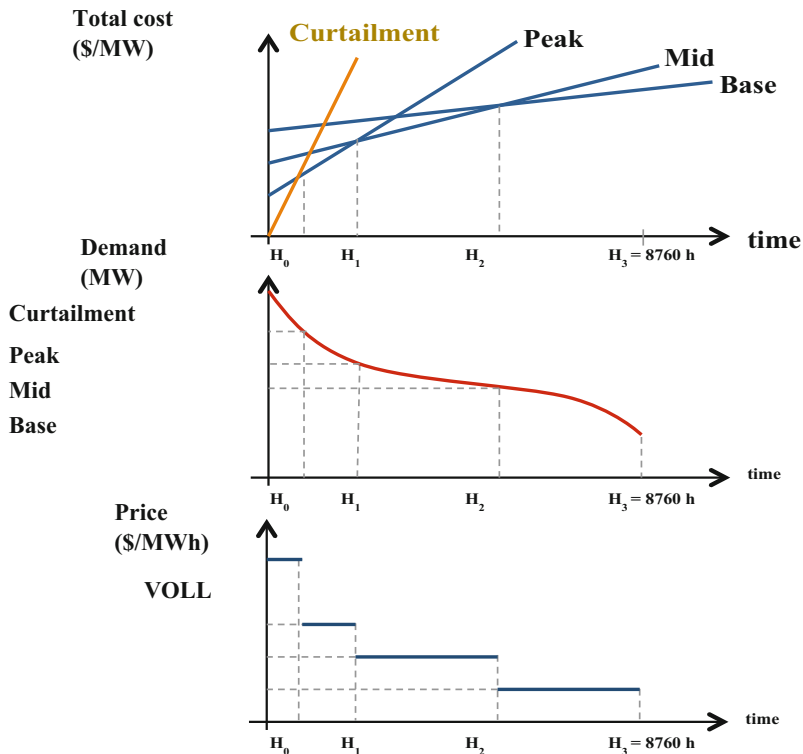 Total cost
($/MW)
Curtailment
Peak
Mid
Base
time
H₀ H₁ H₂ H₃ = 8760 h
Demand
(MW)
Curtailment
Peak
Mid
Base
time
H₀ H₁ H₂ H₃ = 8760 h
Price
($/MWh)
VOLL
time
H₀ H₁ H₂ H₃ = 8760 h